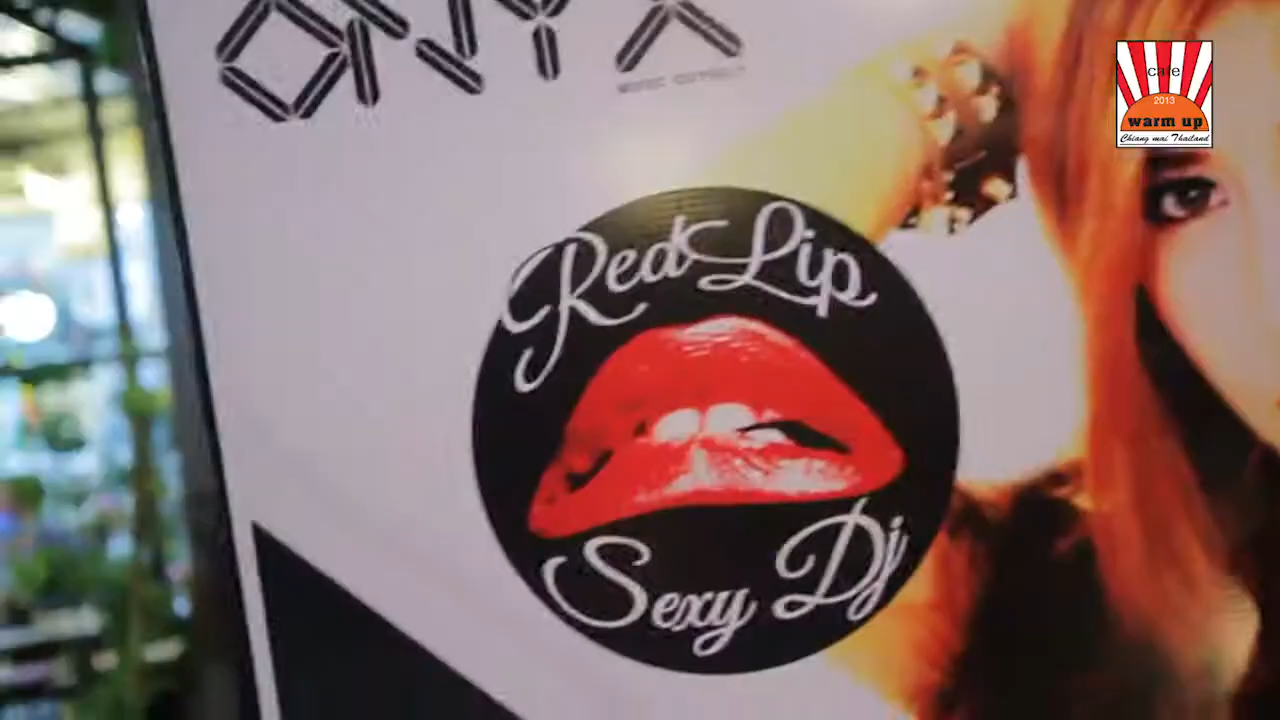 ONYX
Red Lip
Sexy Dj
cafe
2013
warm up
Chiang mai Thailand